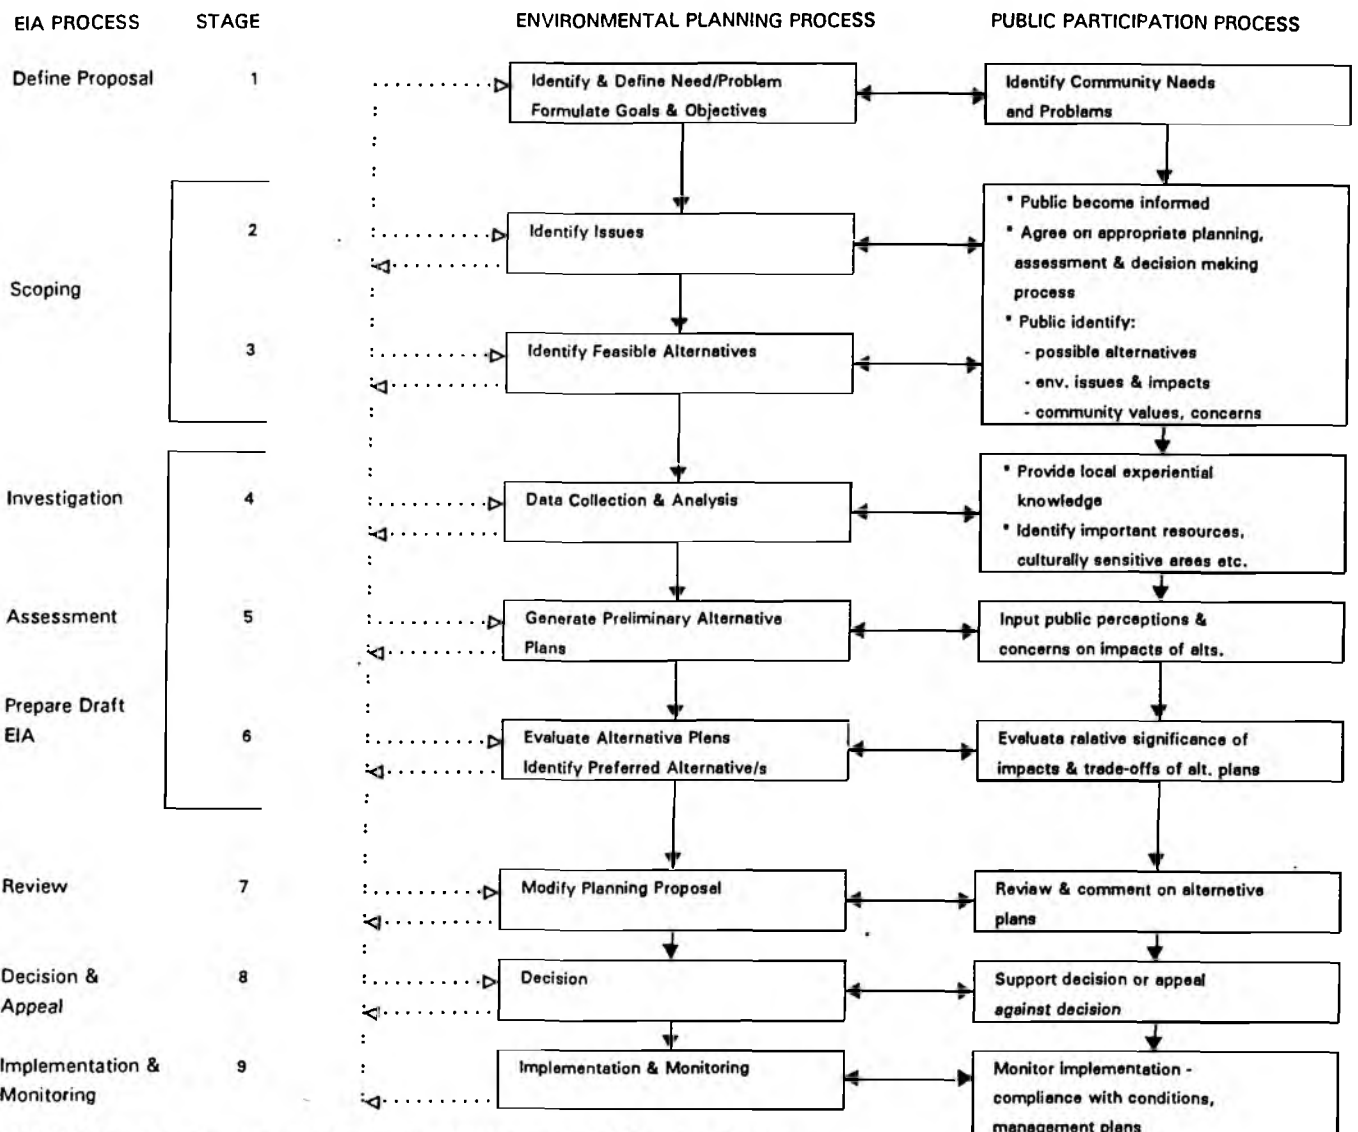 EIA PROCESS STAGE ENVIRONMENTAL PLANNING PROCESS PUBLIC PARTICIPATION PROCESS
Define Proposal 1
Identify & Define Need/Problem
Formulate Goals & Objectives
Identify Community Needs
and Problems
Scoping
2
Identify Issues
3
Identify Feasible Alternatives
* Public become informed
* Agree on appropriate planning,
assessment & decision making
process
* Public identify:
- possible alternatives
- env. issues & impacts
- community values, concerns
Investigation 4
Data Collection & Analysis
* Provide local experiential
knowledge
* Identify important resources,
culturally sensitive areas etc.
Assessment 5
Generate Preliminary Alternative
Plans
Input public perceptions &
concerns on impacts of alts.
Prepare Draft
EIA 6
Evaluate Alternative Plans
Identify Preferred Alternative/s
Evaluate relative significance of
impacts & trade-offs of alt. plans
Review 7
Modify Planning Proposal
Review & comment on alternative
plans
Decision &
Appeal
8
Decision
Support decision or appeal
against decision
Implementation &
Monitoring
9
Implementation & Monitoring
Monitor Implementation -
compliance with conditions,
management plans